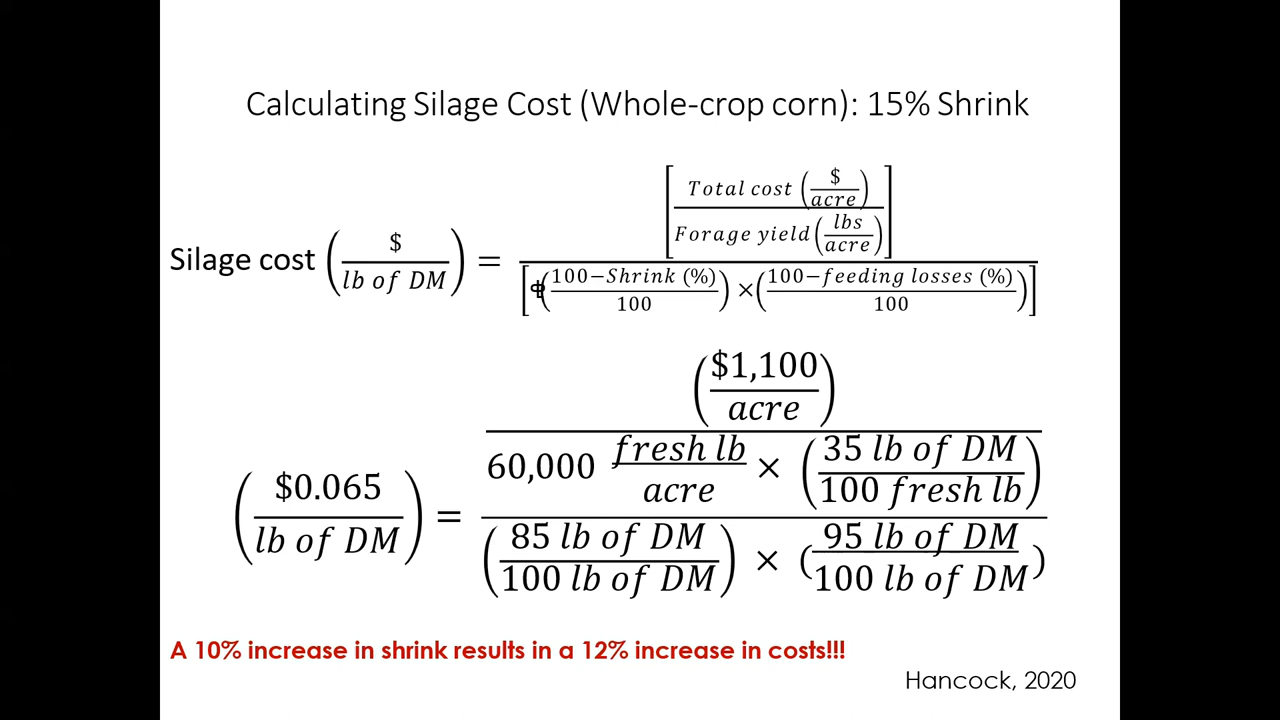 Calculating Silage Cost (Whole-crop corn): 15% Shrink
Total cost ($/acre)
Forage yield (lbs/acre)
Silage cost ($/lb of DM) =
[(100−Shrink (%)/100) ×(100−feeding losses (%)/100)]
($1,100/acre)
60,000 fresh lb/acre × (35 lb of DM/100 fresh lb)
($0.065/lb of DM) =
(85 lb of DM/100 lb of DM) × (95 lb of DM/100 lb of DM)
A 10% increase in shrink results in a 12% increase in costs!!!
Hancock, 2020